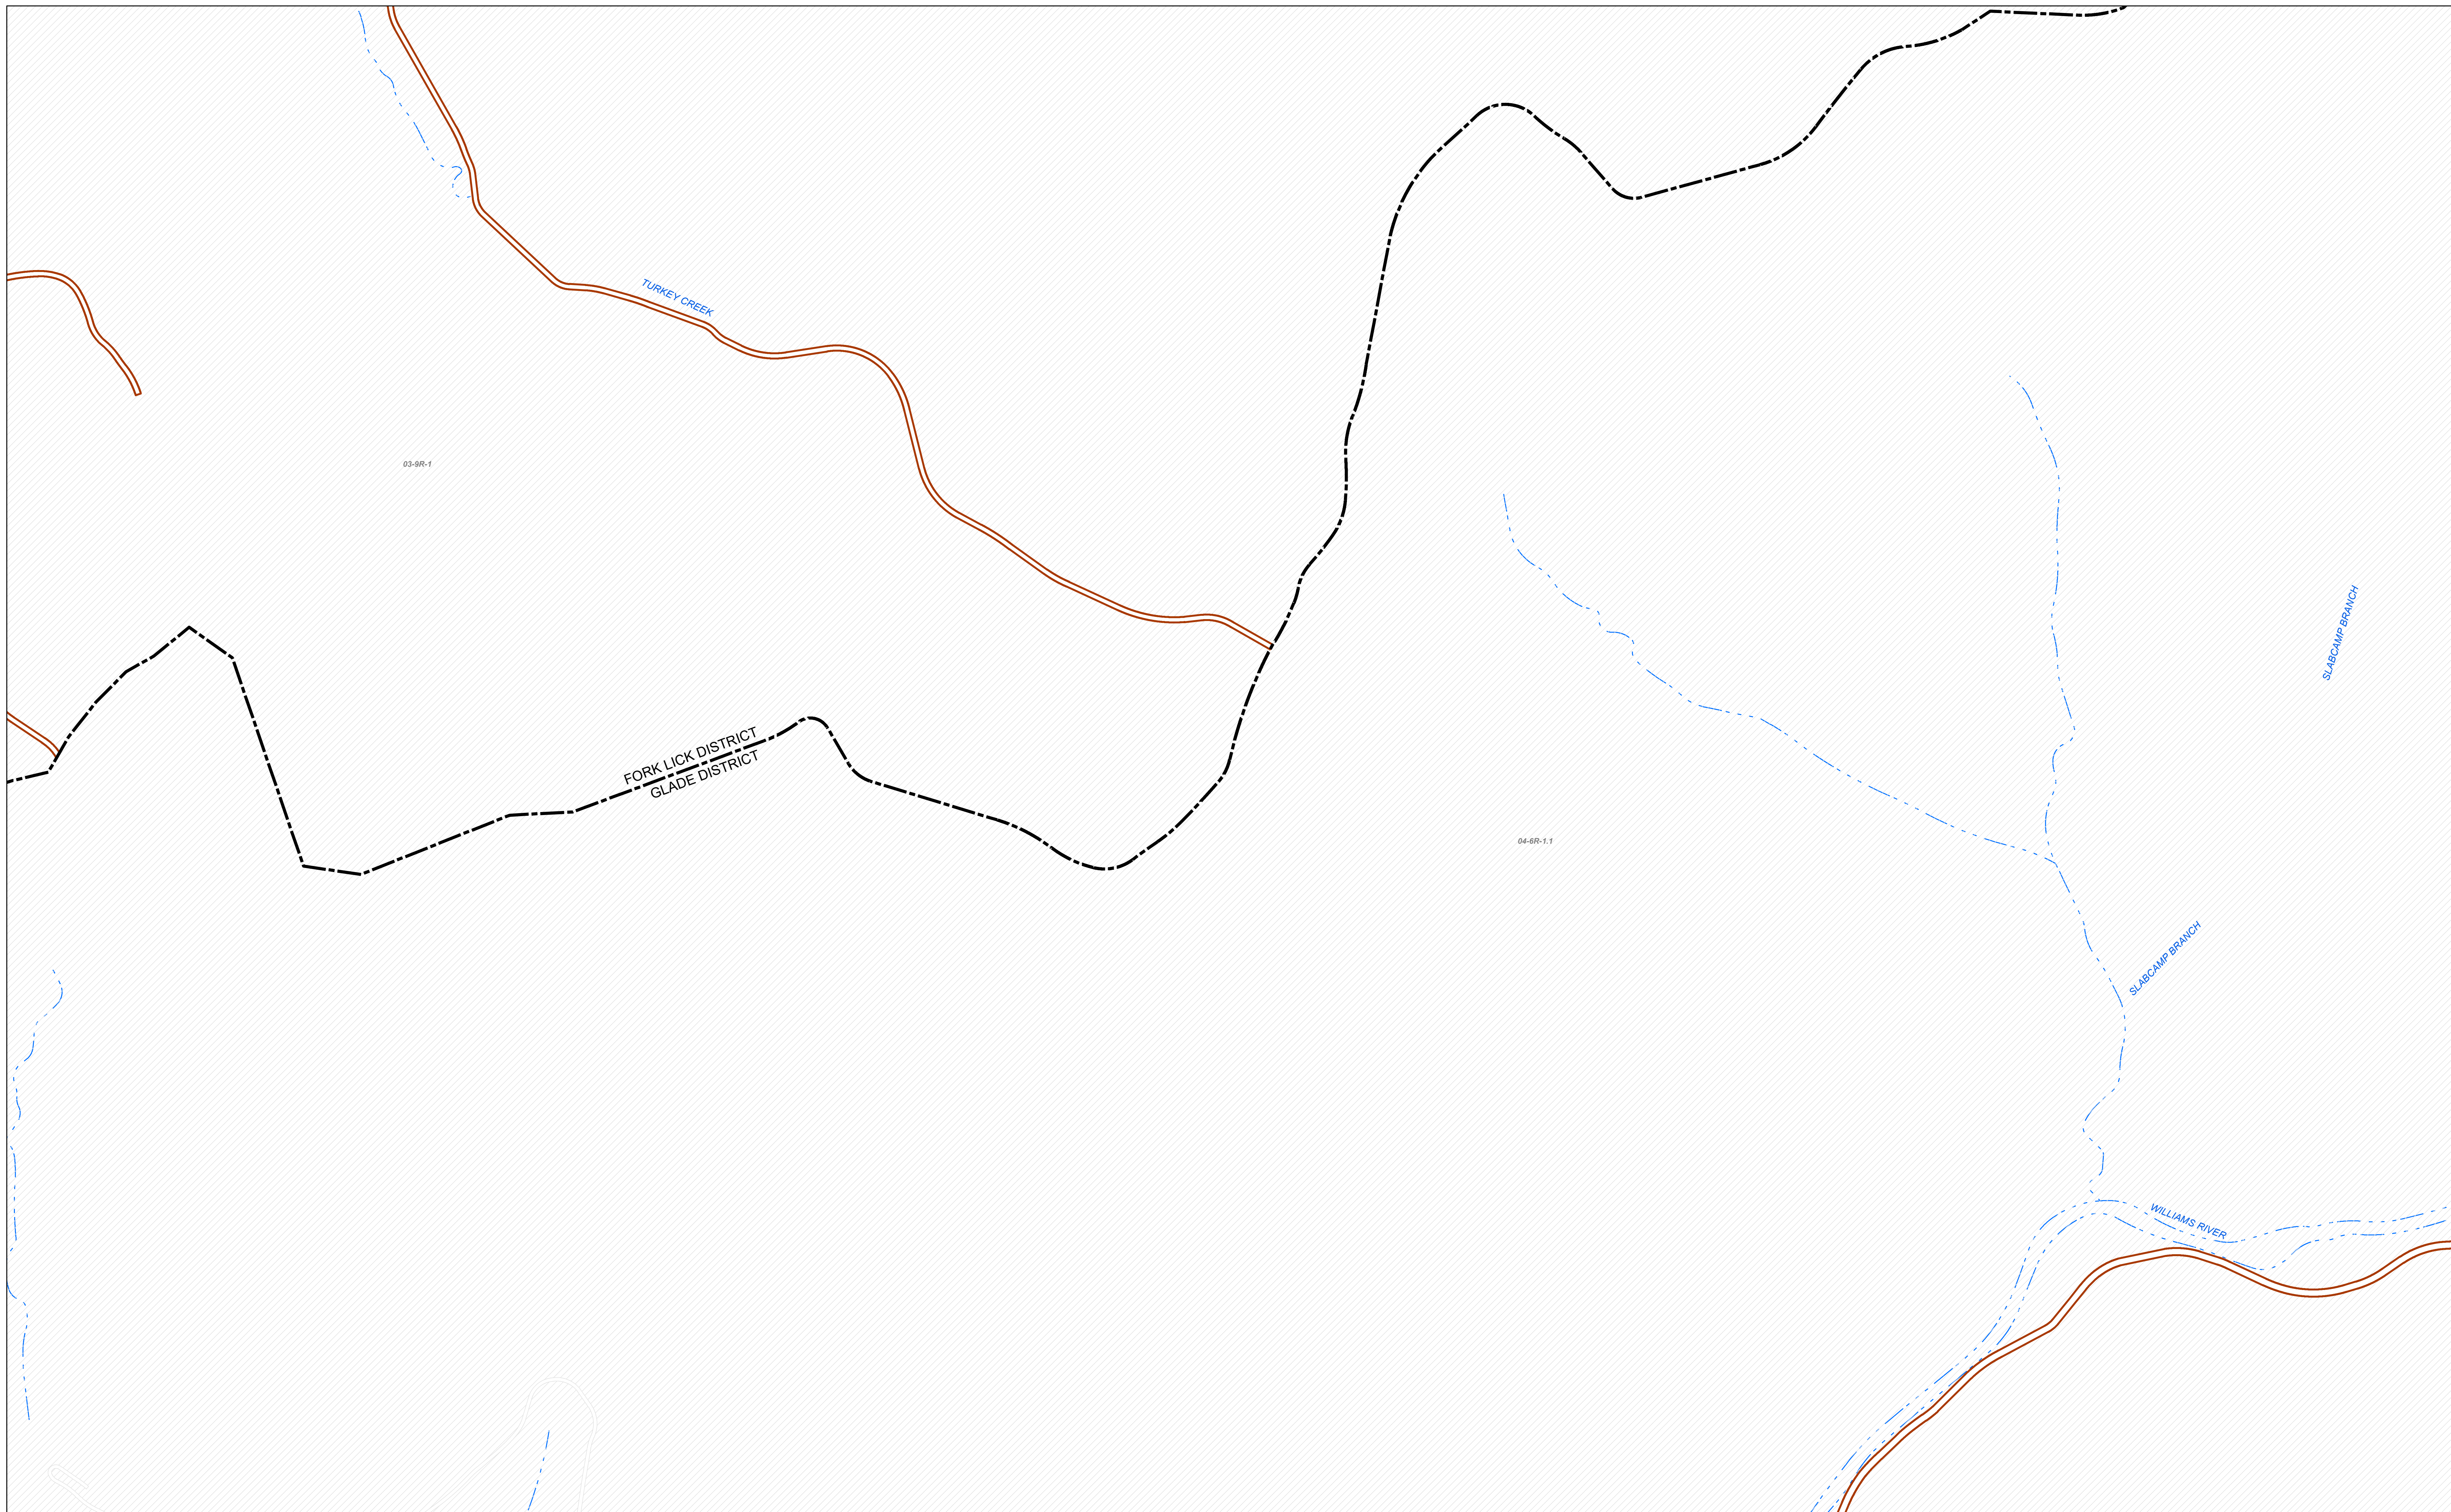 TURKEY CREEK
03-9R-1
SLABCAMP BRANCH
FORK LICK DISTRICT
GLADE DISTRICT
04-6R-1.1
SLABCAMP BRANCH
WILLIAMS RIVER